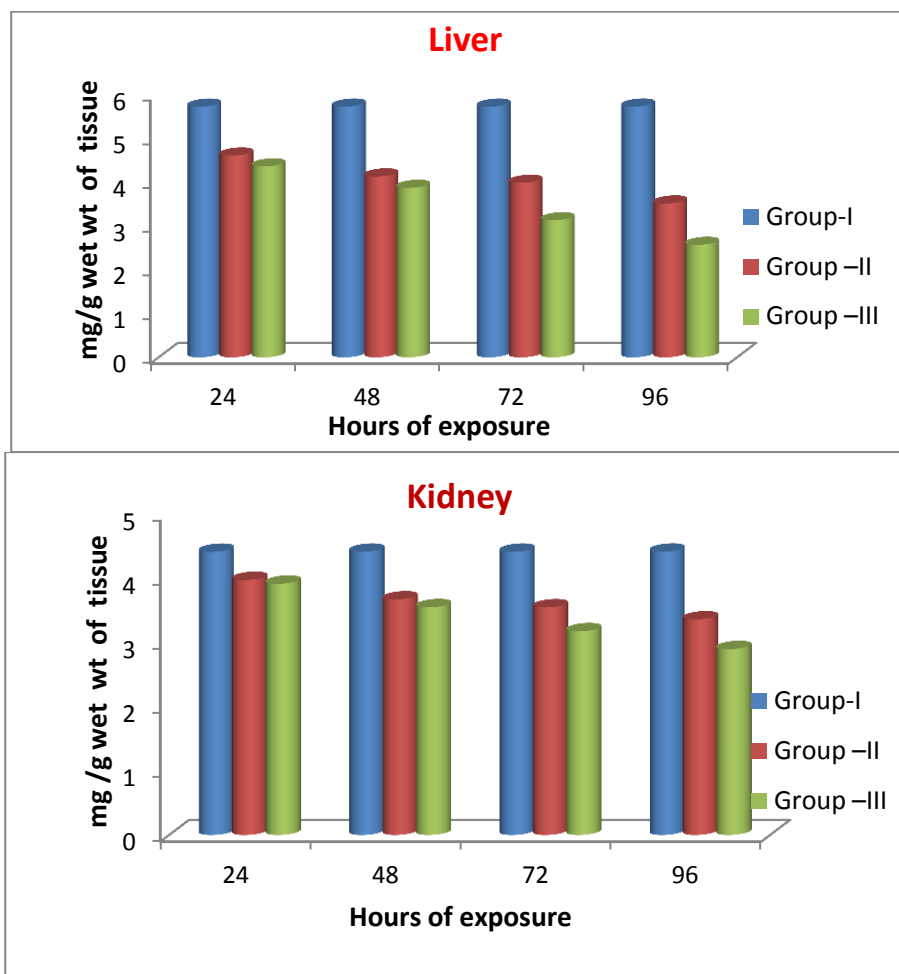 Liver
mg/g wet wt of tissue
6
5
4
3
2
1
0
24 48 72 96
Hours of exposure
Group-I
Group –II
Group –III
Kidney
mg /g wet wt of tissue
5
4
3
2
1
0
24 48 72 96
Hours of exposure
Group-I
Group –II
Group –III